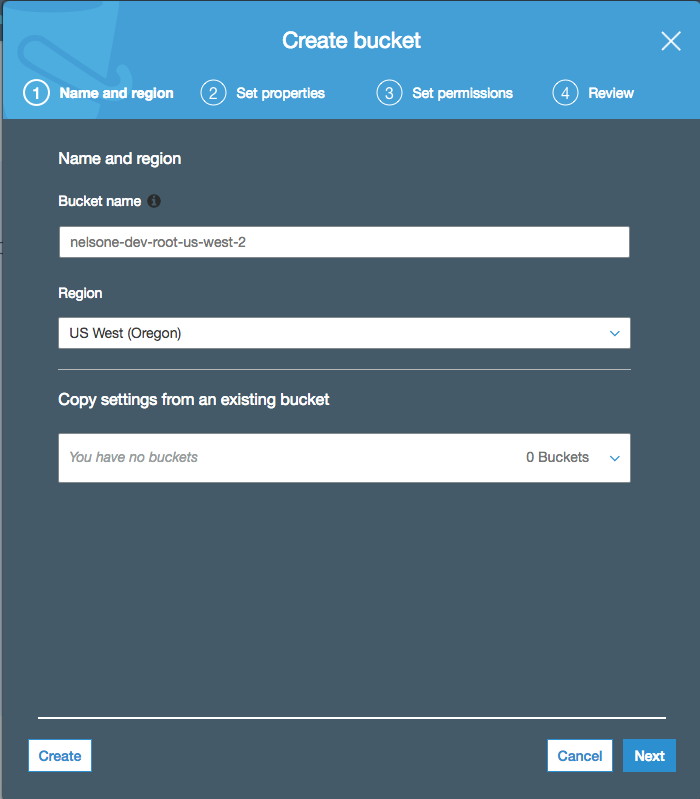 Create bucket
1 Name and region 2 Set properties 3 Set permissions 4 Review
Name and region
Bucket name i
nelsone-dev-root-us-west-2
Region
US West (Oregon)
Copy settings from an existing bucket
You have no buckets 0 Buckets
Create Cancel Next